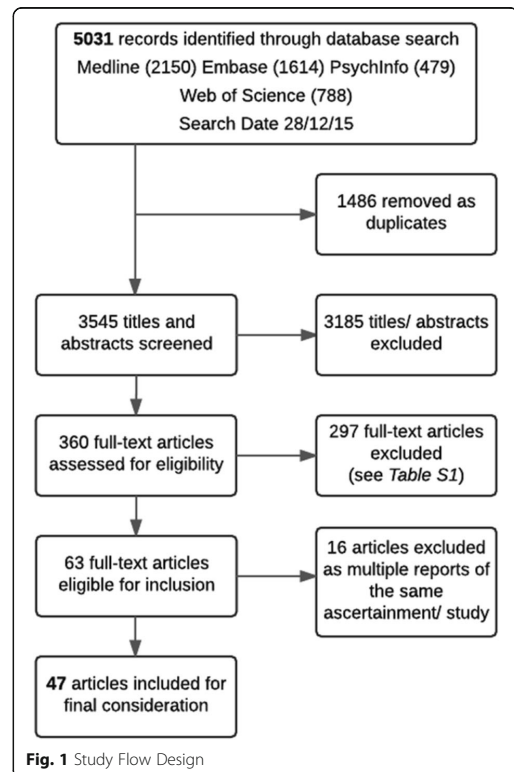 5031 records identified through database search
Medline (2150) Embase (1614) PsychInfo (479)
Web of Science (788)
Search Date 28/12/15
1486 removed as
duplicates
3545 titles and
abstracts screened
3185 titles/ abstracts
excluded
360 full-text articles
assessed for eligibility
297 full-text articles
excluded
(see Table S1)
63 full-text articles
eligible for inclusion
16 articles excluded
as multiple reports of
the same
ascertainment/ study
47 articles included for
final consideration
Fig. 1 Study Flow Design